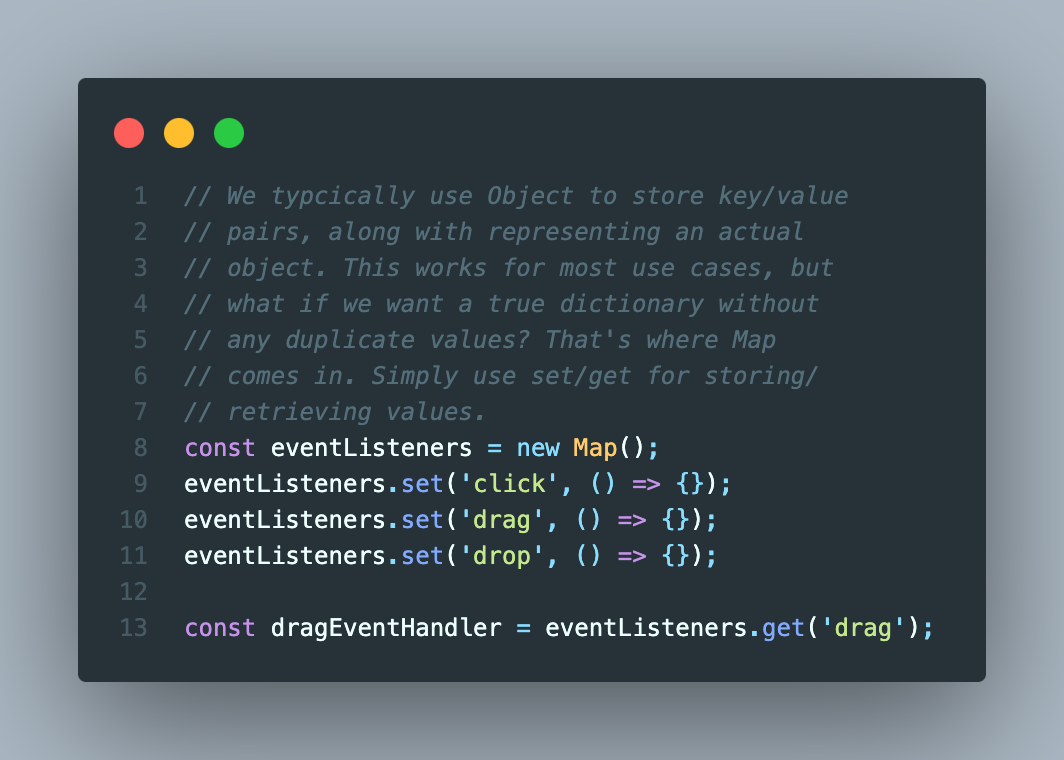 1 // We typcically use Object to store key/value
2 // pairs, along with representing an actual
3 // object. This works for most use cases, but
4 // what if we want a true dictionary without
5 // any duplicate values? That's where Map
6 // comes in. Simply use set/get for storing/
7 // retrieving values.
8 const eventListeners = new Map();
9 eventListeners.set('click', () => {});
10 eventListeners.set('drag', () => {});
11 eventListeners.set('drop', () => {});
12
13 const dragEventHandler = eventListeners.get('drag');